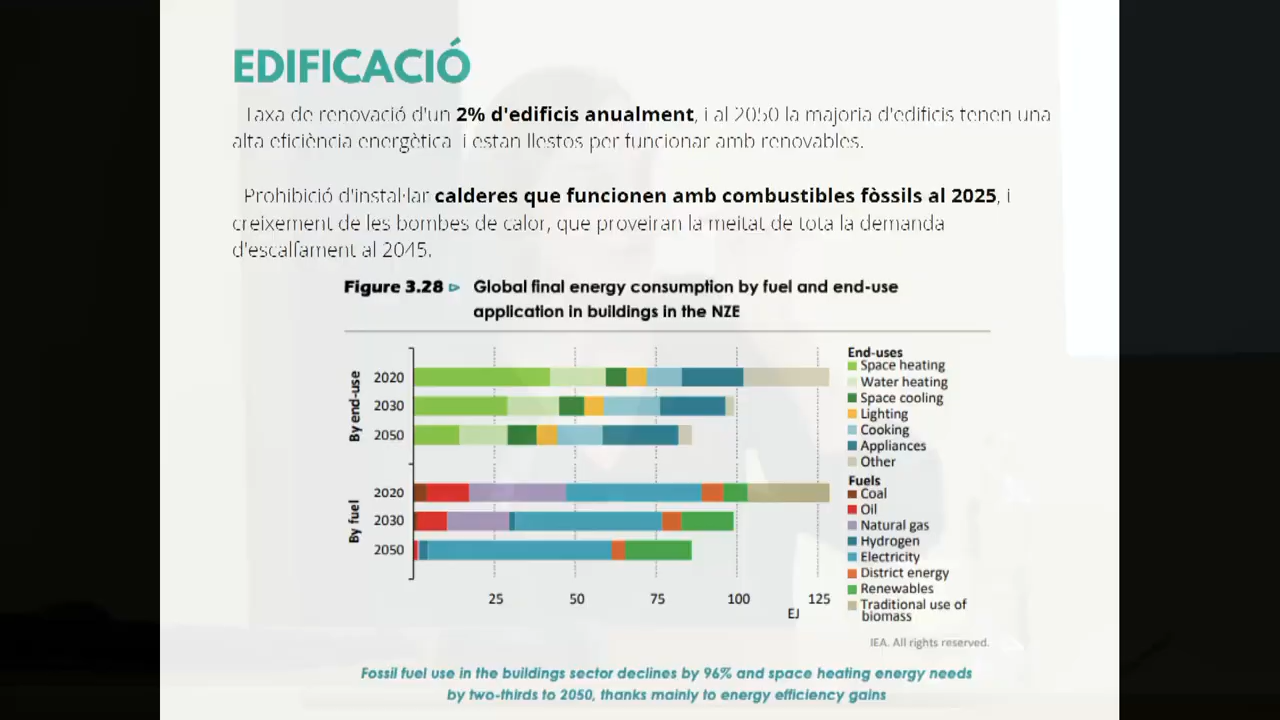 EDIFICACIÓ
Taxa de renovació d'un 2% d'edificis anualment, i al 2050 la majoria d'edificis tenen una
alta eficiència energètica i estan llestos per funcionar amb renovables.
Prohibició d'instal·lar calderes que funcionen amb combustibles fòssils al 2025, i
creixement de les bombes de calor, que proveiran la meitat de tota la demanda
d'escalfament al 2045.
Figure 3.28 ▷ Global final energy consumption by fuel and end-use
application in buildings in the NZE
By end-use
2020
2030
2050
By fuel
2020
2030
2050
25 50 75 100 125
EJ
End-uses
Space heating
Water heating
Space cooling
Lighting
Cooking
Appliances
Other
Fuels
Coal
Oil
Natural gas
Hydrogen
Electricity
District energy
Renewables
Traditional use of
biomass
IEA. All rights reserved.
Fossil fuel use in the buildings sector declines by 96% and space heating energy needs
by two-thirds to 2050, thanks mainly to energy efficiency gains